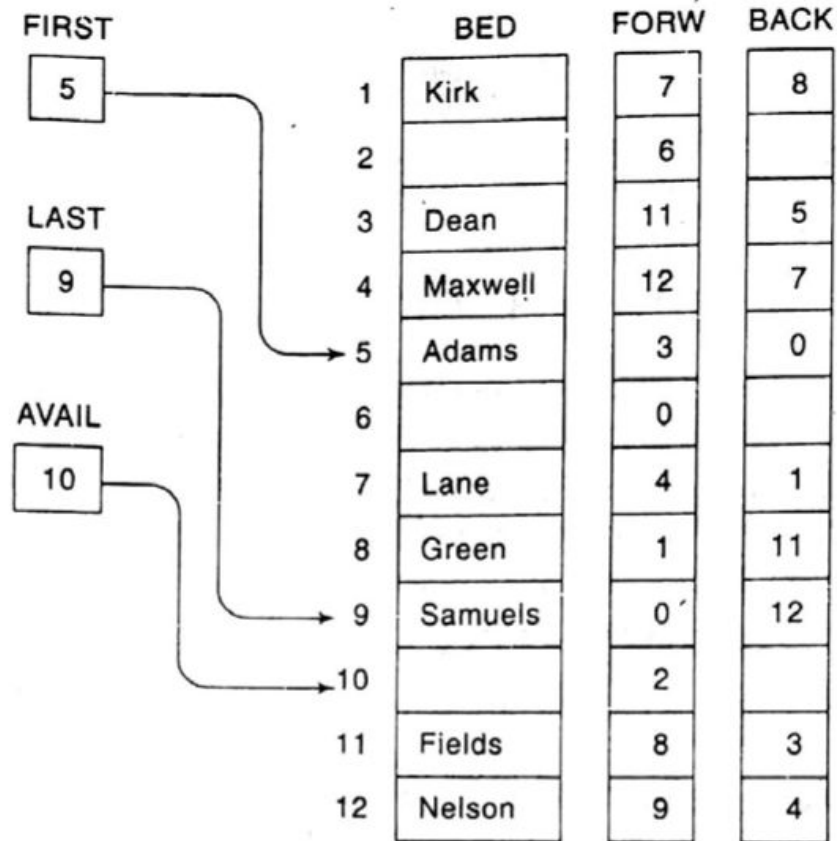 FIRST BED FORW BACK
5 1 Kirk 7 8
2 6
LAST 3 Dean 11 5
9 4 Maxwell 12 7
5 Adams 3 0
AVAIL 6 0
10 7 Lane 4 1
8 Green 1 11
9 Samuels 0 12
10 2
11 Fields 8 3
12 Nelson 9 4